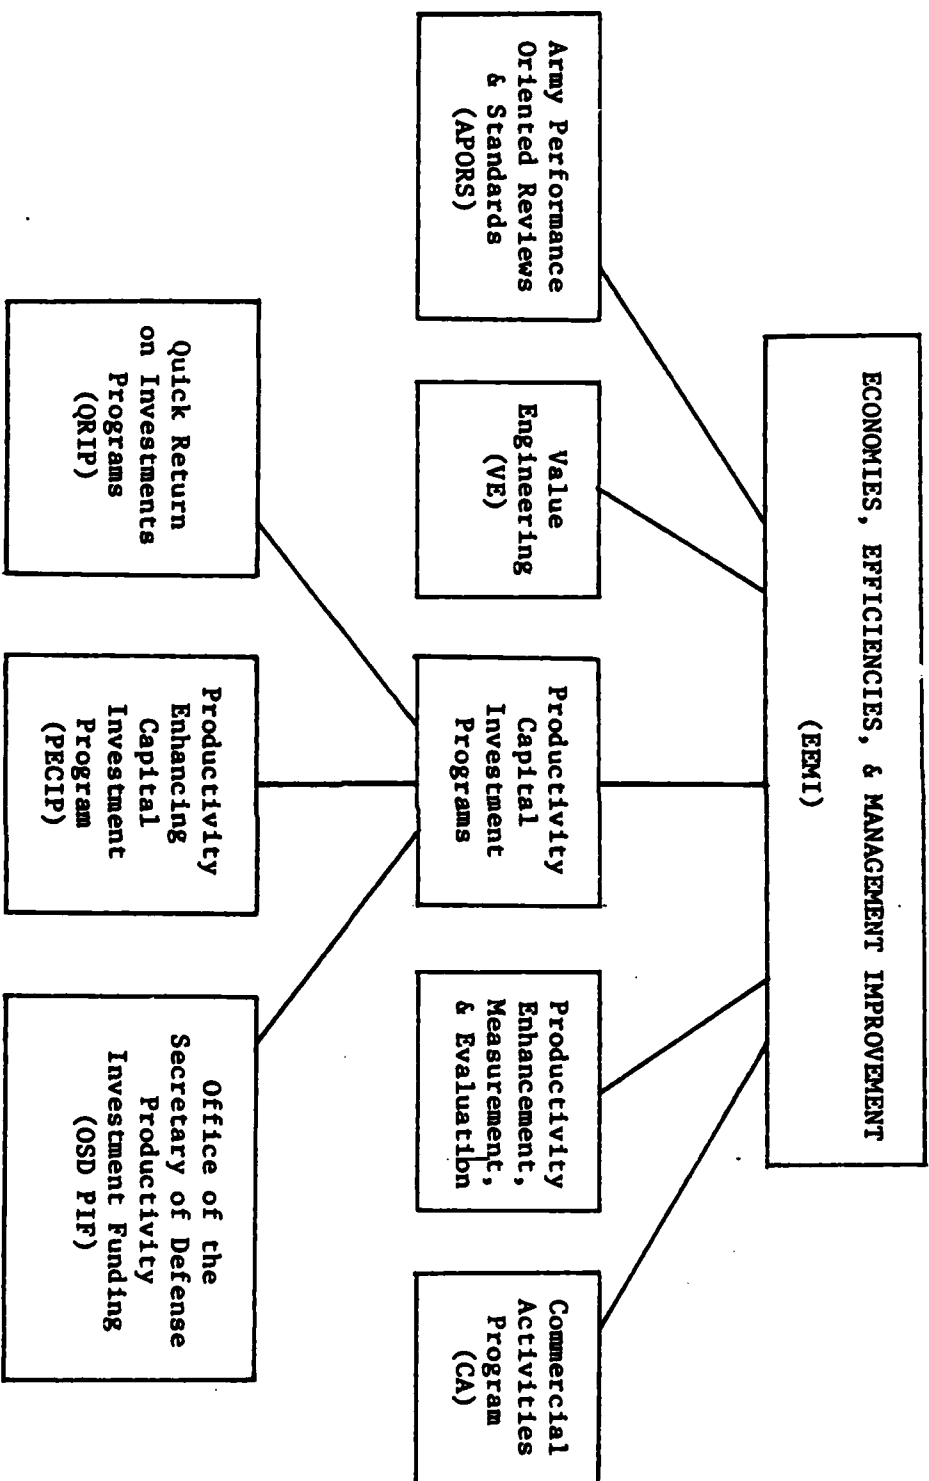 ECONOMIES, EFFICIENCIES, & MANAGEMENT IMPROVEMENT
(EEMI)
Army Performance
Oriented Reviews
& Standards
(APORS)
Value
Engineering
(VE)
Productivity
Capital
Investment
Programs
Productivity
Enhancement,
Measurement,
& Evaluation
Commercial
Activities
Program
(CA)
Quick Return
on Investments
Programs
(QRIP)
Productivity
Enhancing
Capital
Investment
Program
(PECIP)
Office of the
Secretary of Defense
Productivity
Investment Funding
(OSD PIF)